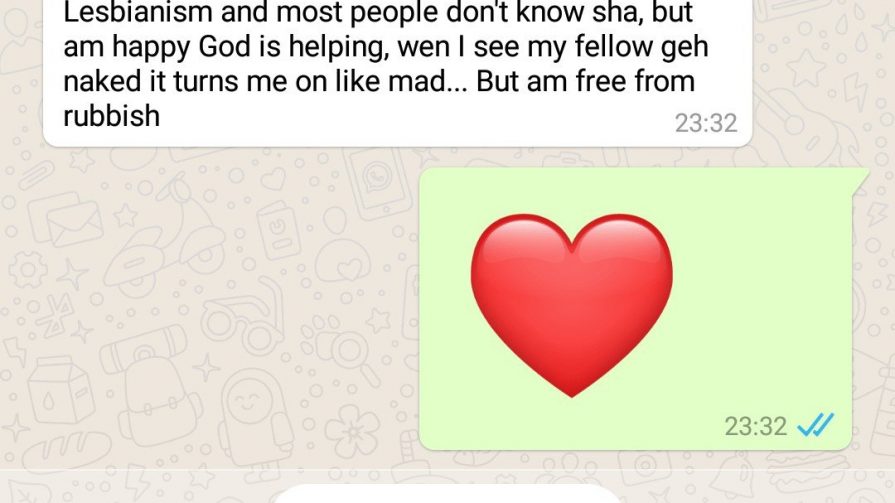 Lesbianism and most people don't know sha, but
am happy God is helping, wen I see my fellow geh
naked it turns me on like mad... But am free from
rubbish
23:32
23:32